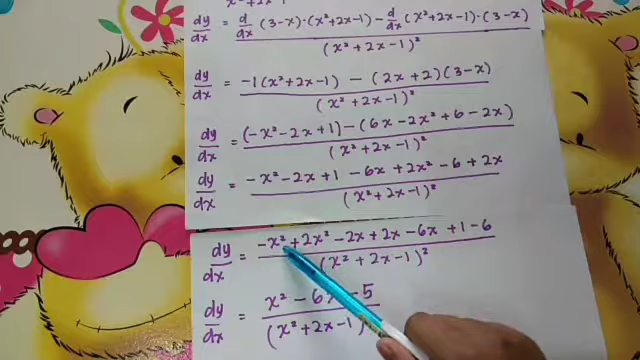 x²+2x-1
dy/dx = d/dx (3-x)·(x²+2x-1) - d/dx (x²+2x-1)·(3-x) / (x²+2x-1)²
dy/dx = -1(x²+2x-1) - (2x+2)(3-x) / (x²+2x-1)²
dy/dx = (-x²-2x+1) - (6x-2x²+6-2x) / (x²+2x-1)²
dy/dx = -x²-2x+1-6x+2x²-6+2x / (x²+2x-1)²
dy/dx = -x²+2x²-2x+2x-6x+1-6 / (x²+2x-1)²
dy/dx = x²-6x-5 / (x²+2x-1)